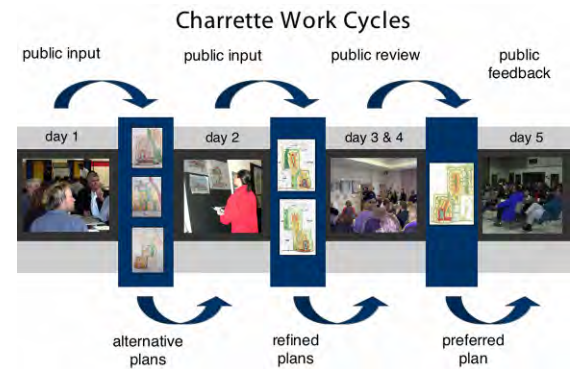 Charrette Work Cycles
public input
public input
public review
public
feedback
day 1
day 2
day 3 & 4
day 5
alternative
plans
refined
plans
preferred
plan